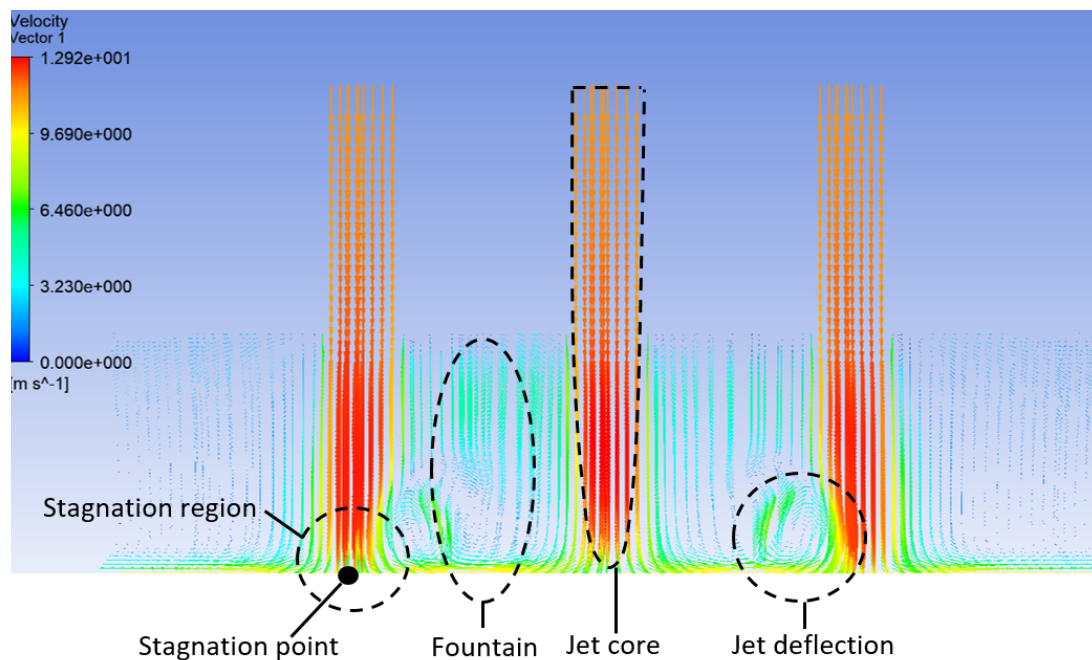 Velocity
Vector 1
1.292e+001
9.690e+000
6.460e+000
3.230e+000
0.000e+000
[m s^-1]
Stagnation region
Stagnation point
Fountain
Jet core
Jet deflection